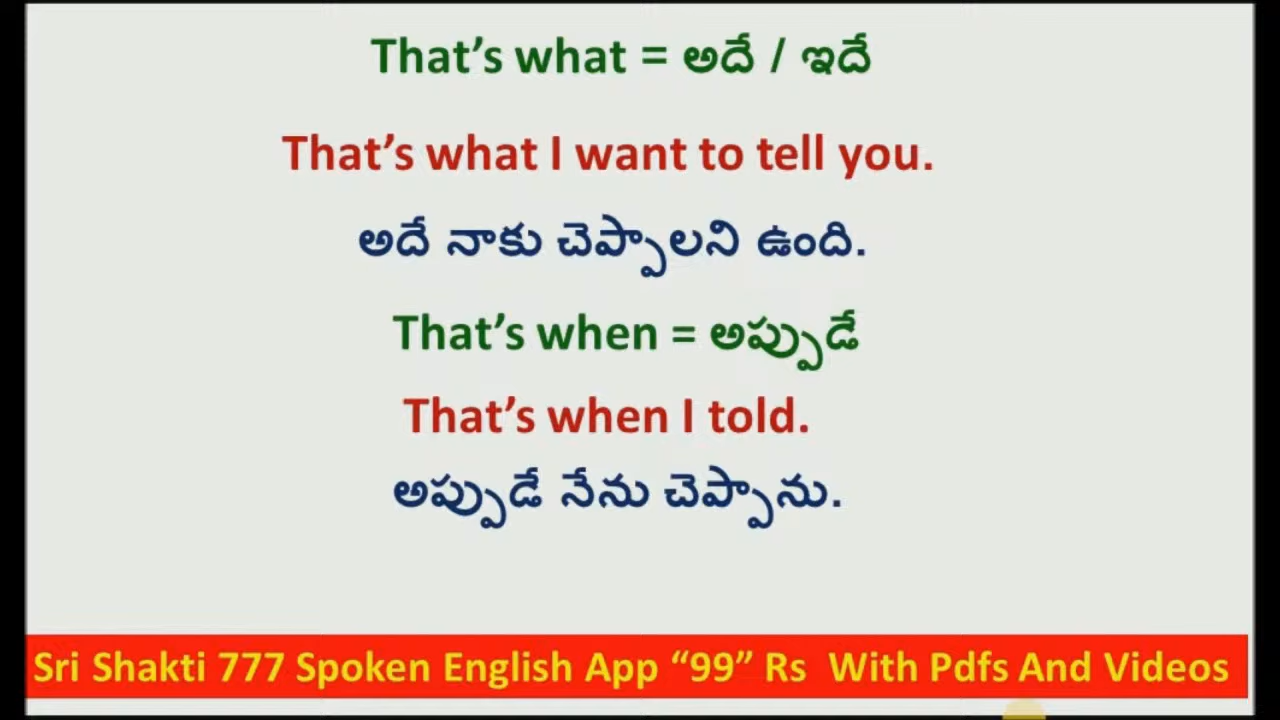 That’s what = అదే / ఇదే
That’s what I want to tell you.
అదే నాకు చెప్పాలని ఉంది.
That’s when = అప్పుడే
That’s when I told.
అప్పుడే నేను చెప్పాను.
Sri Shakti 777 Spoken English App “99” Rs With Pdfs And Videos